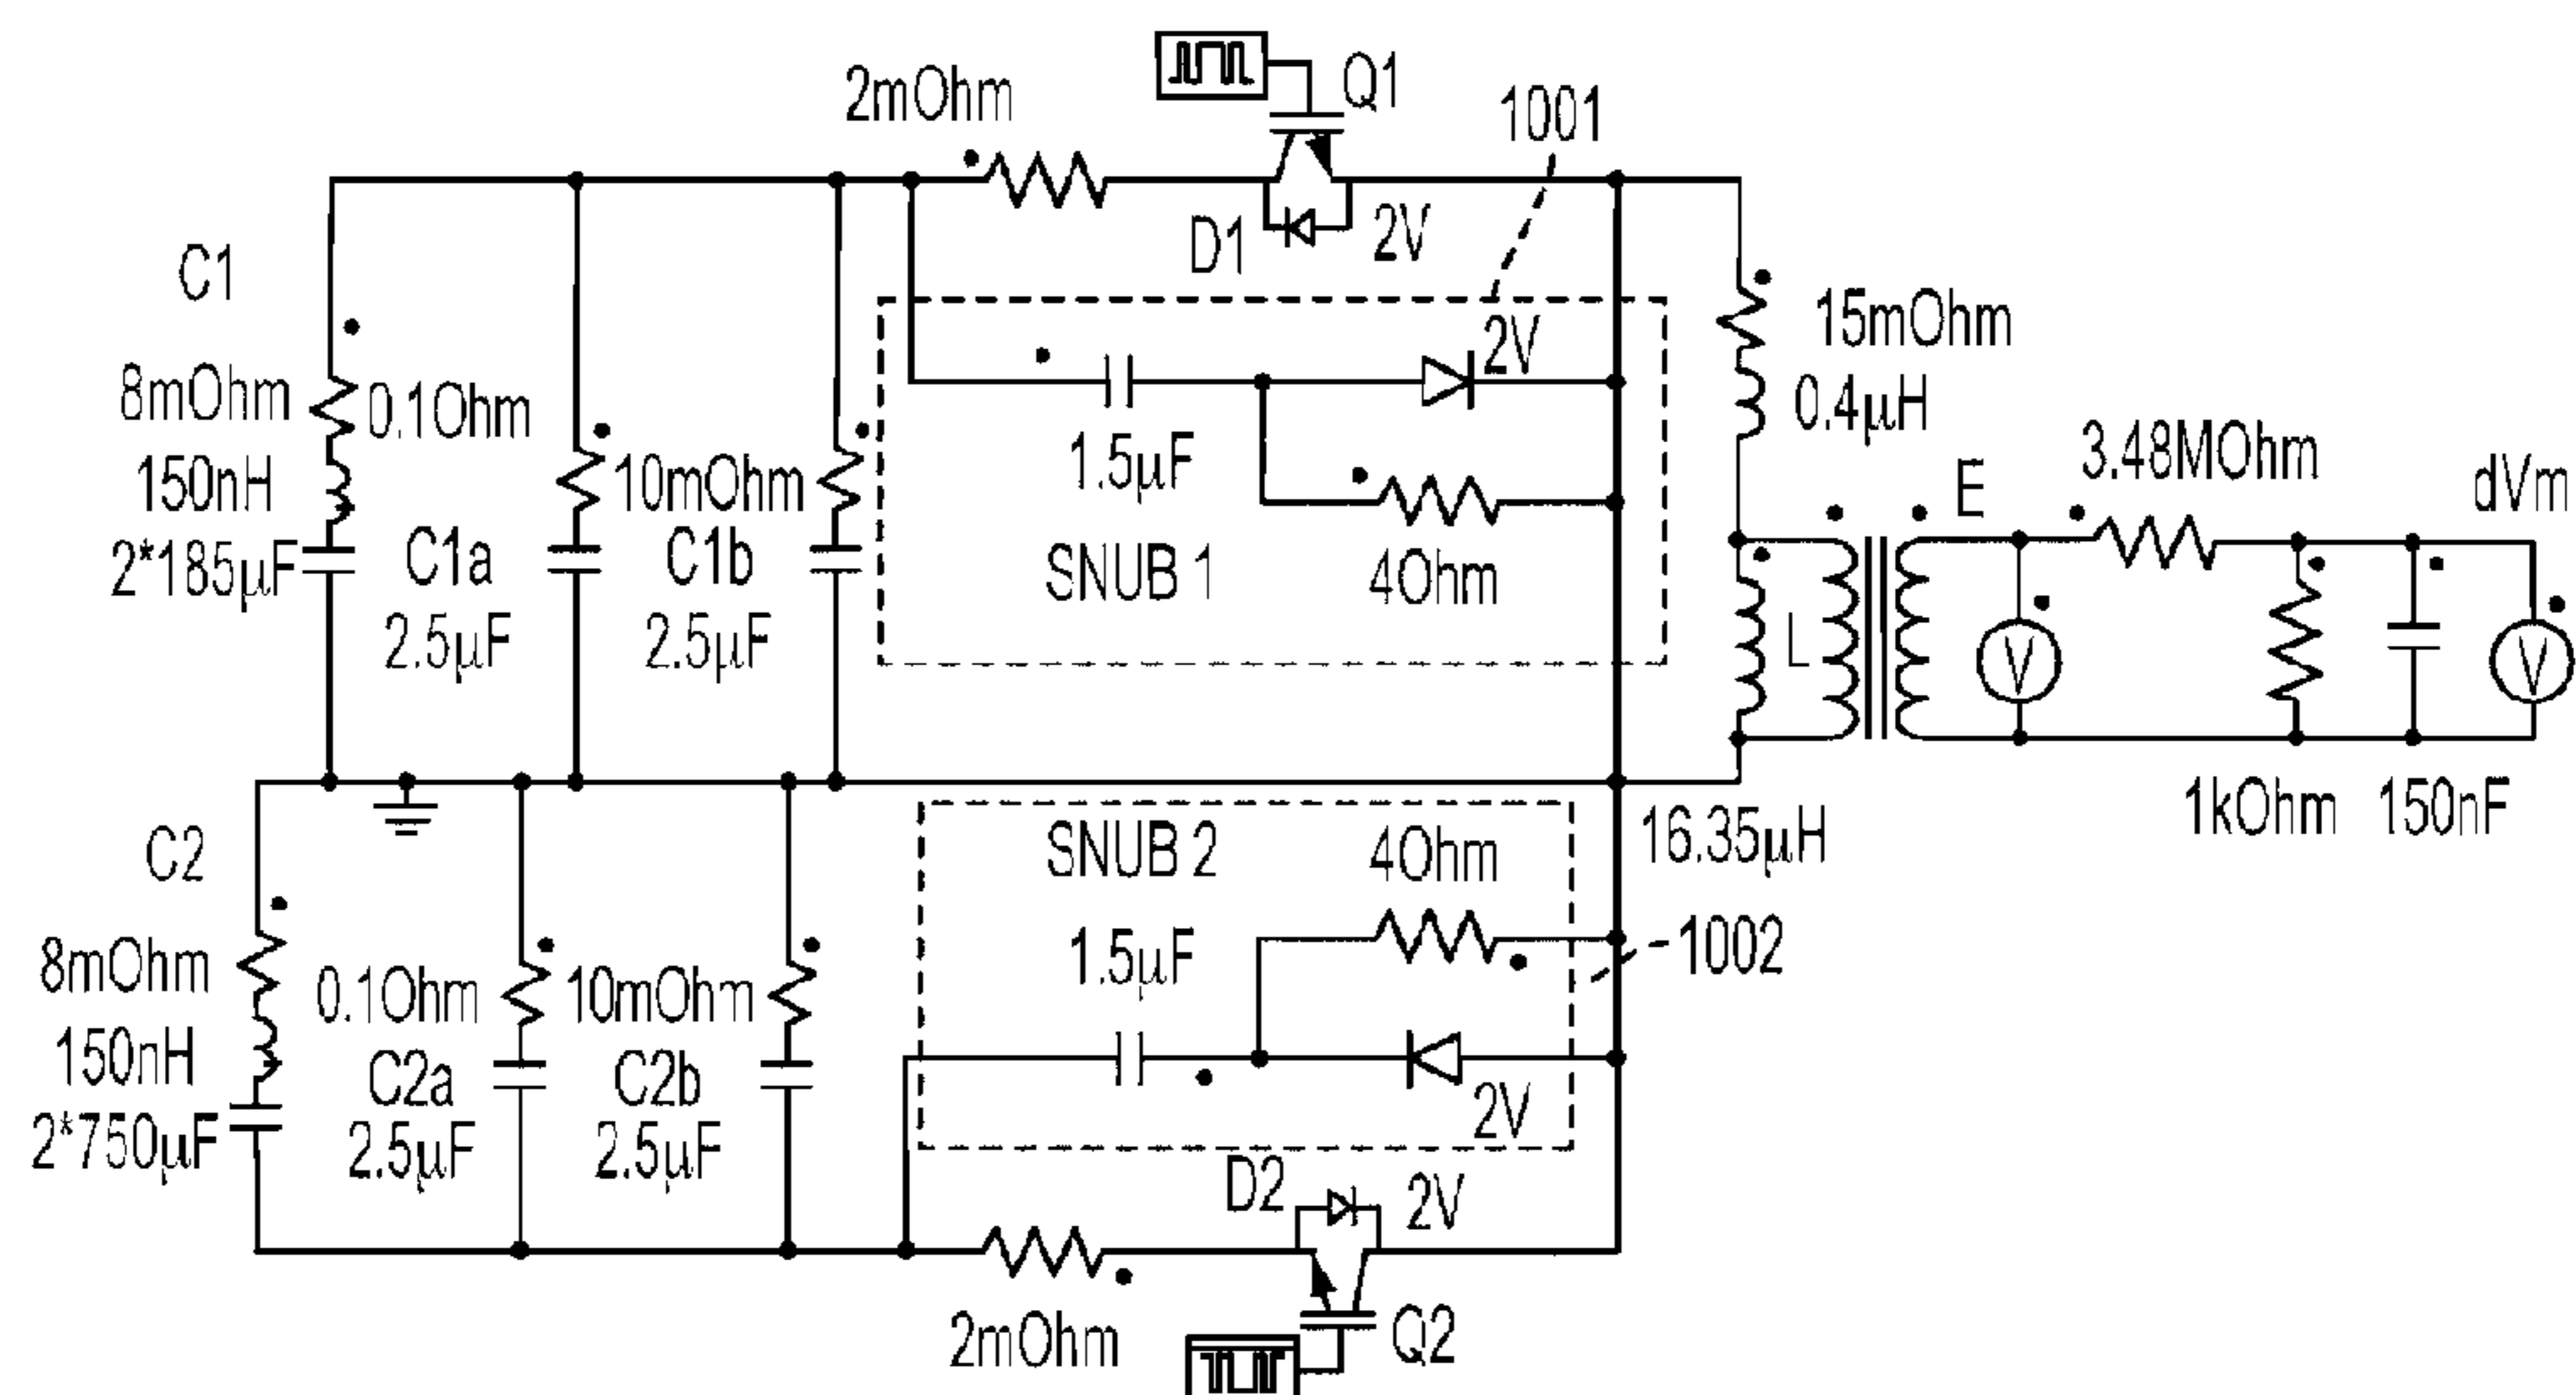 2mOhm
Q1
1001
C1
D1
2V
2V
15mOhm
8mOhm
0.1Ohm
0.4μH
150nH
10mOhm
1.5μF
E
3.48MOhm
dVm
2*185μF
C1a
C1b
SNUB 1
4Ohm
2.5μF
2.5μF
L
V
V
C2
SNUB 2
4Ohm
16.35μH
1kOhm
150nF
8mOhm
0.1Ohm
10mOhm
1.5μF
1002
150nH
C2a
C2b
2*750μF
2.5μF
2.5μF
2V
D2
2V
2mOhm
Q2